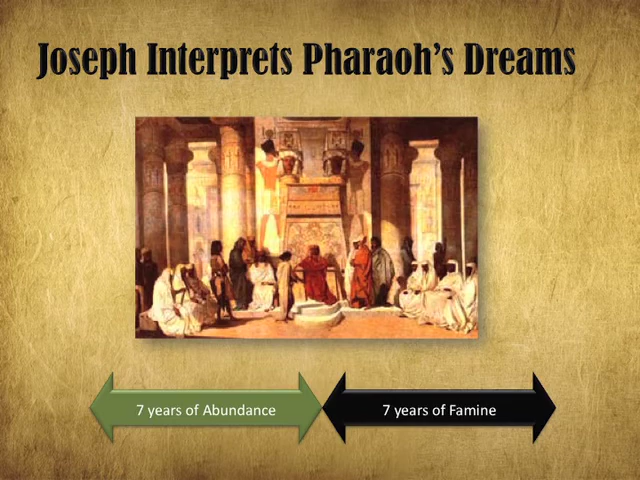 Joseph Interprets Pharaoh's Dreams
7 years of Abundance
7 years of Famine